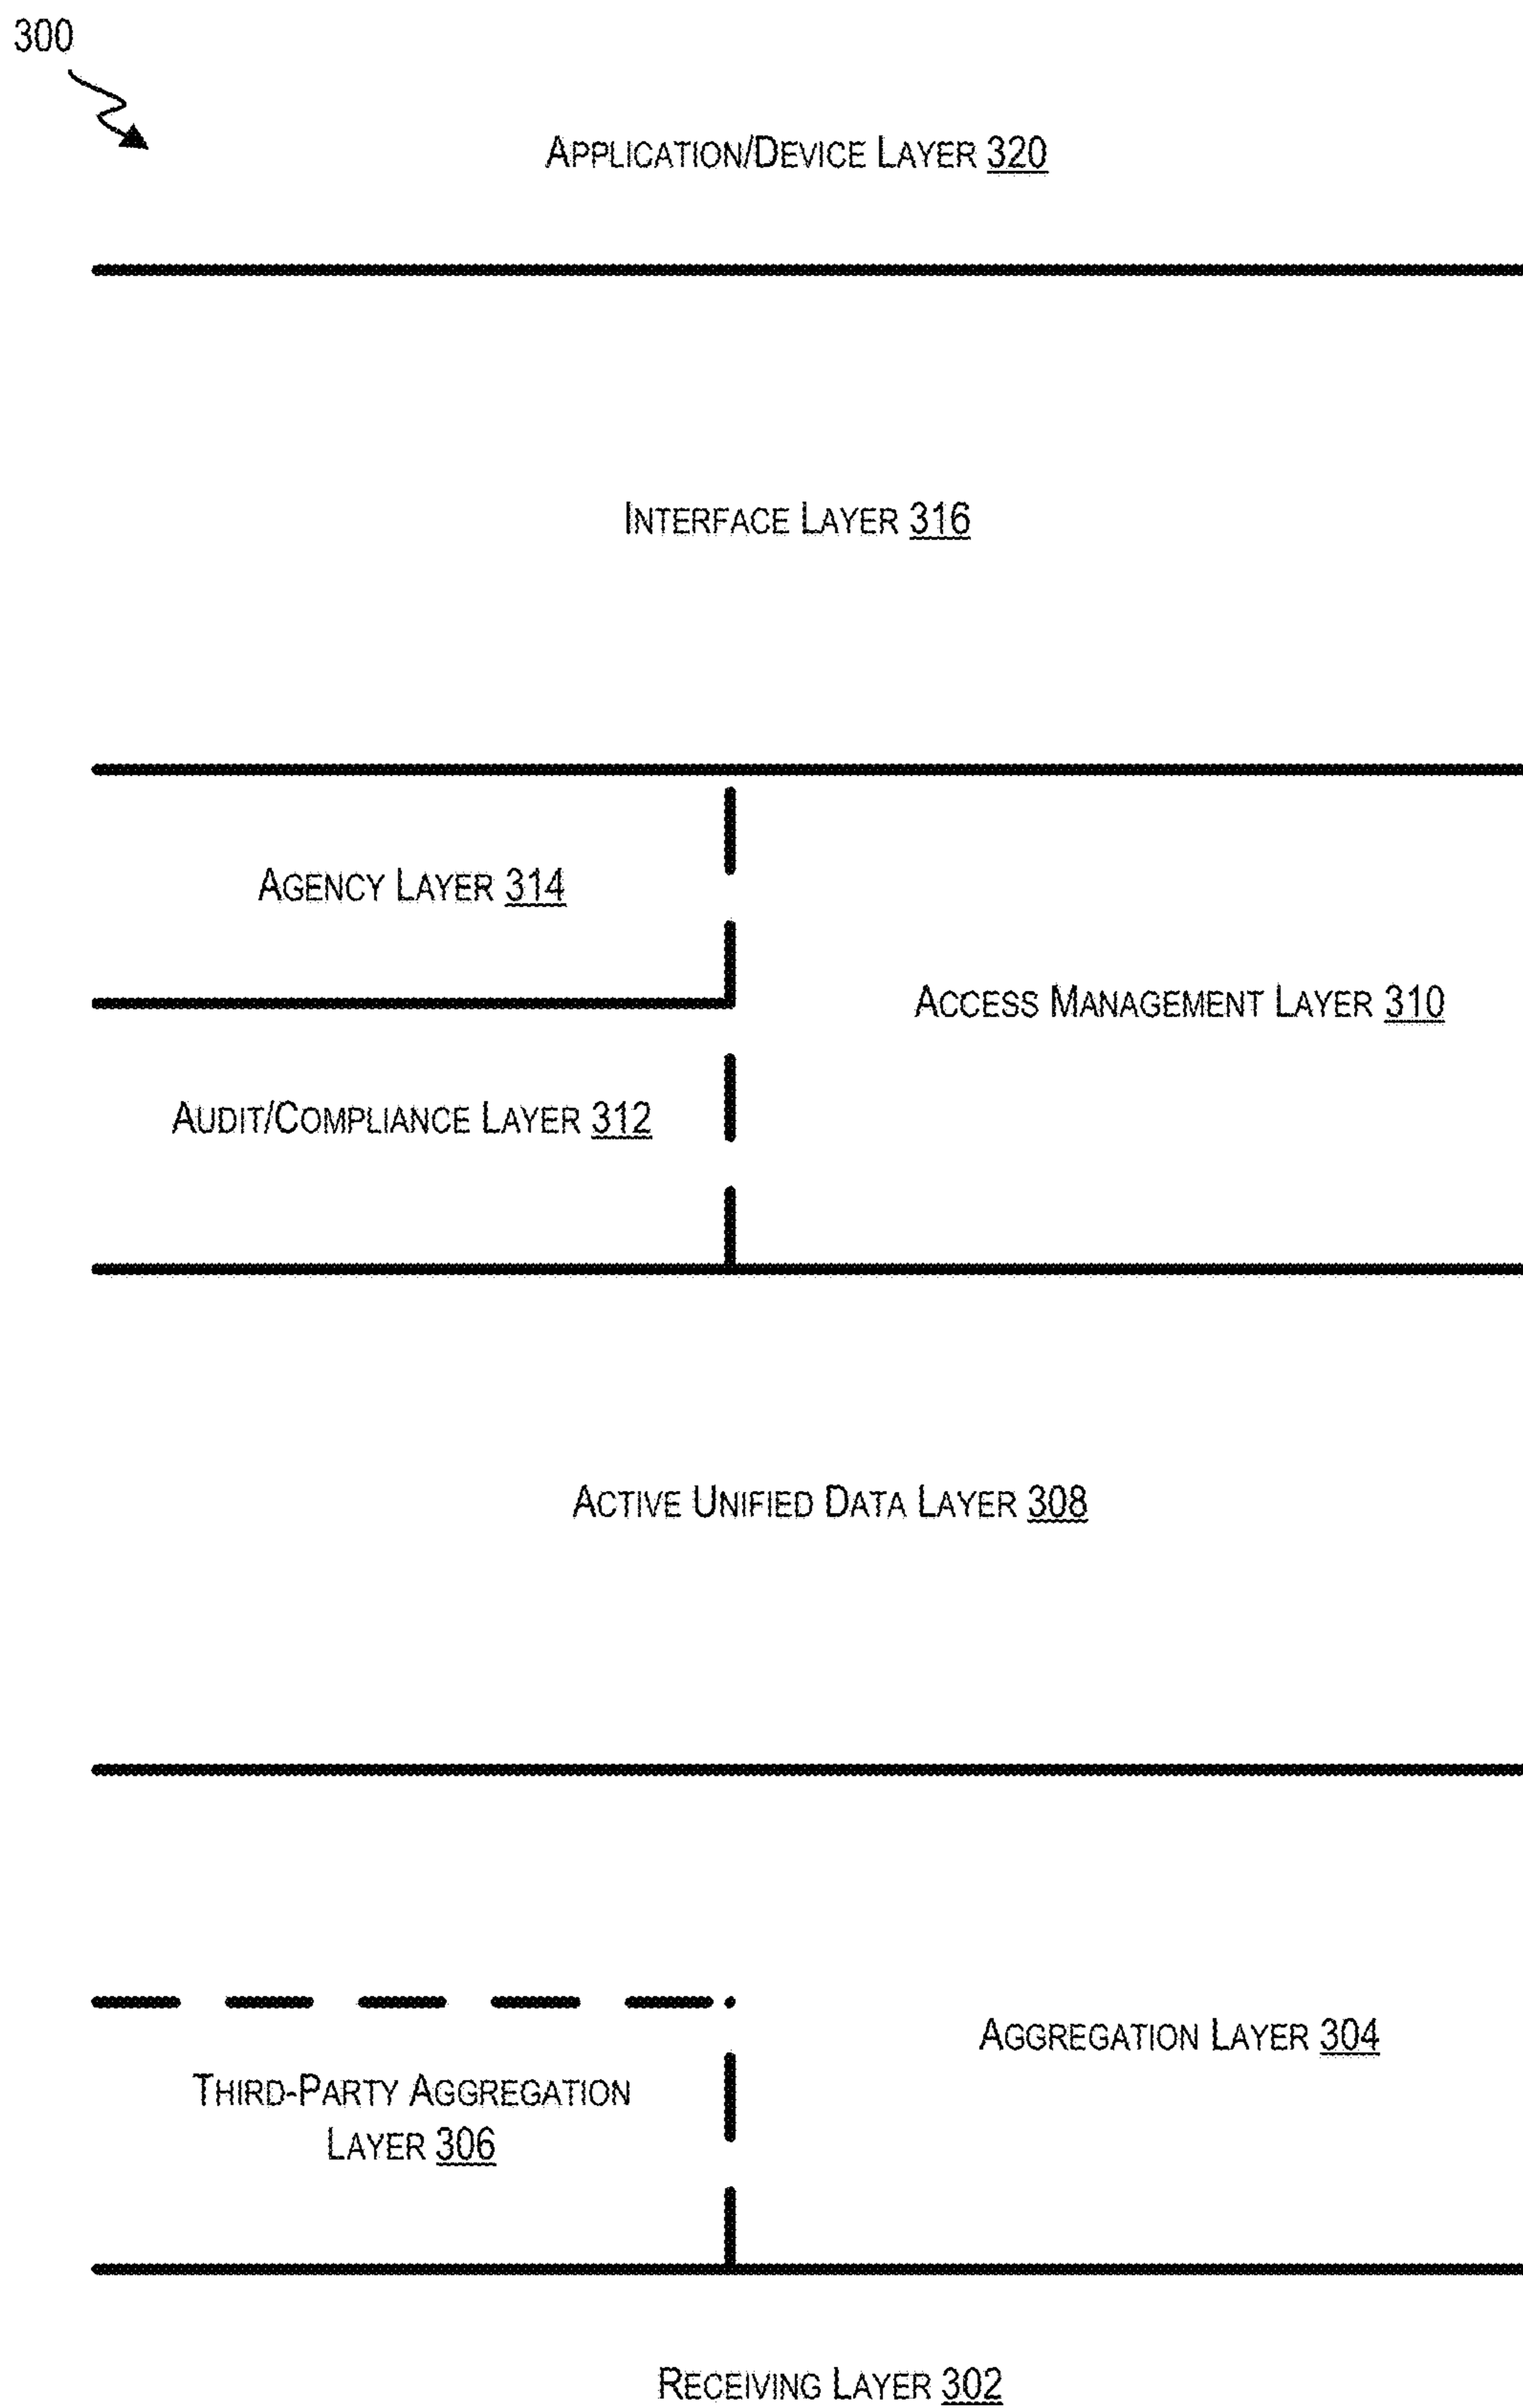 300
APPLICATION/DEVICE LAYER 320
INTERFACE LAYER 316
AGENCY LAYER 314
ACCESS MANAGEMENT LAYER 310
AUDIT/COMPLIANCE LAYER 312
ACTIVE UNIFIED DATA LAYER 308
AGGREGATION LAYER 304
THIRD-PARTY AGGREGATION
LAYER 306
RECEIVING LAYER 302